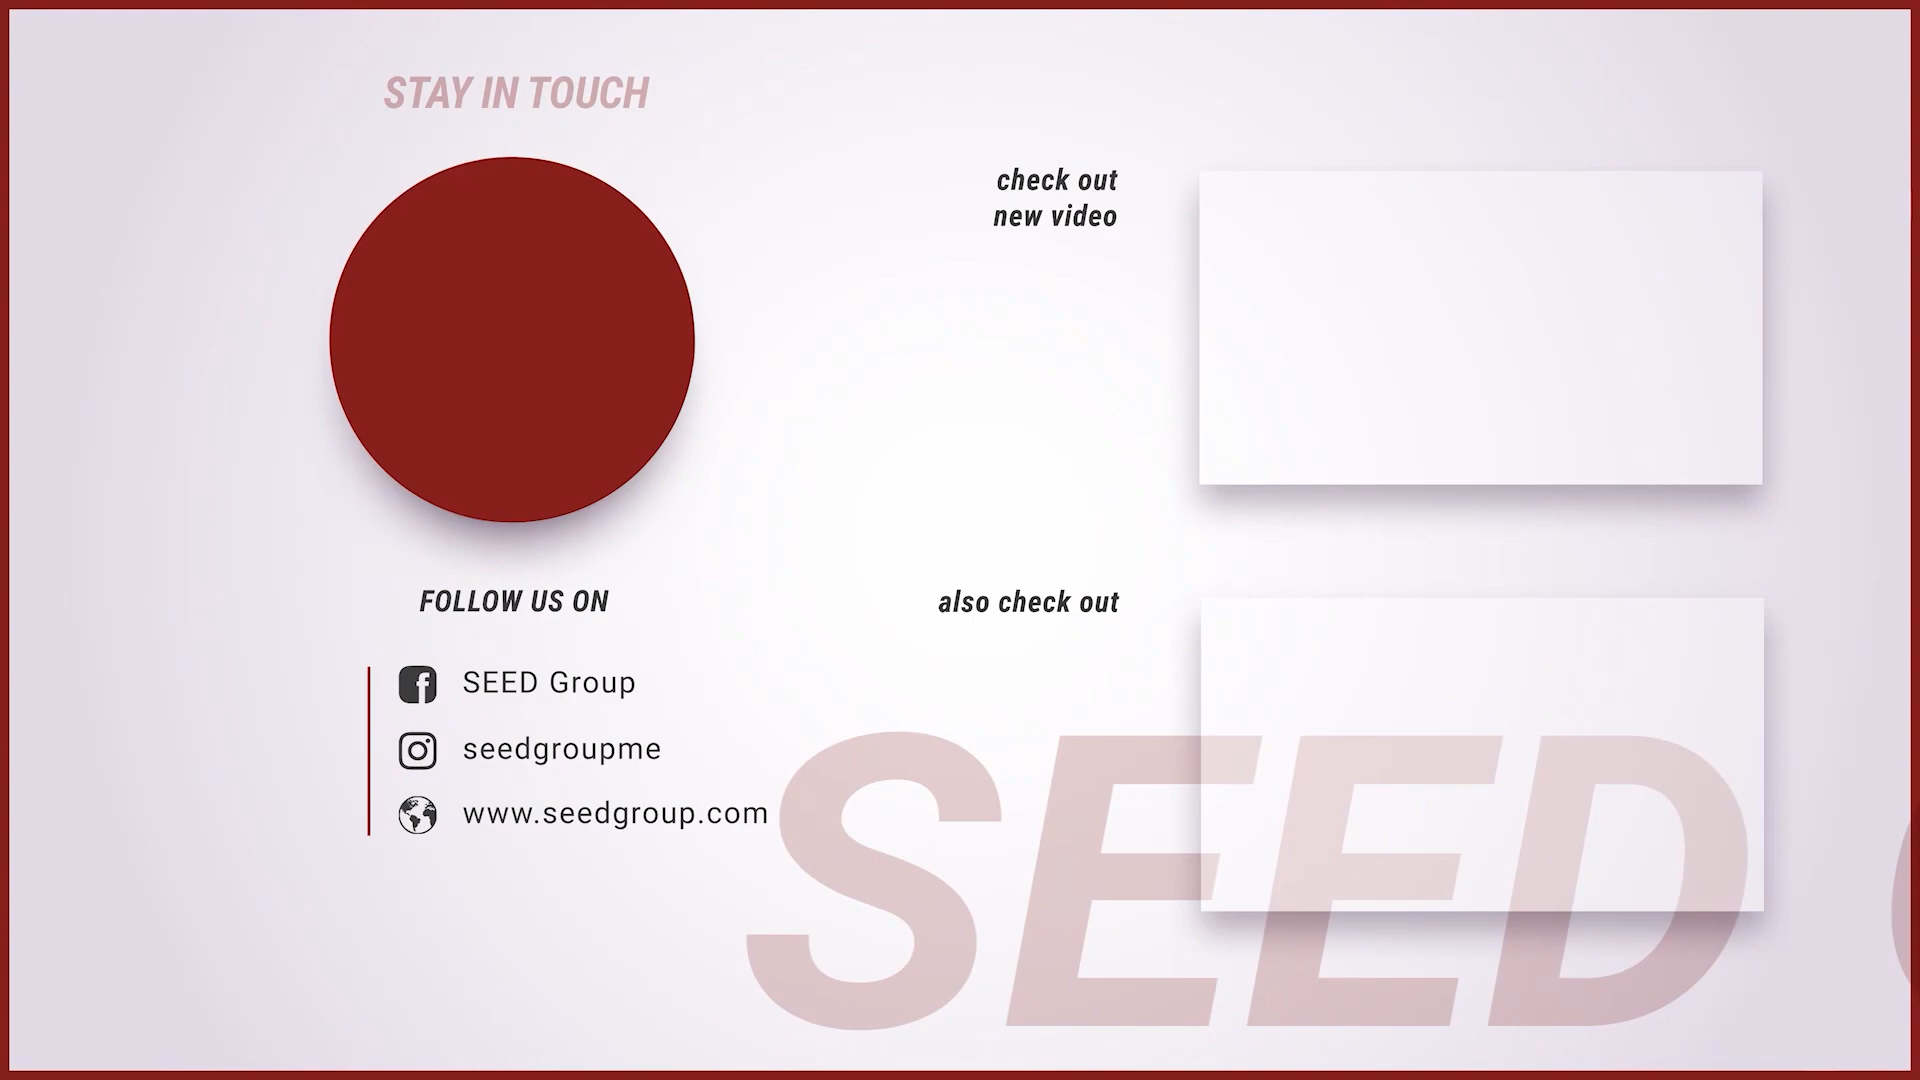 STAY IN TOUCH
check out
new video
FOLLOW US ON
also check out
SEED Group
seedgroupme
www.seedgroup.com
SEED